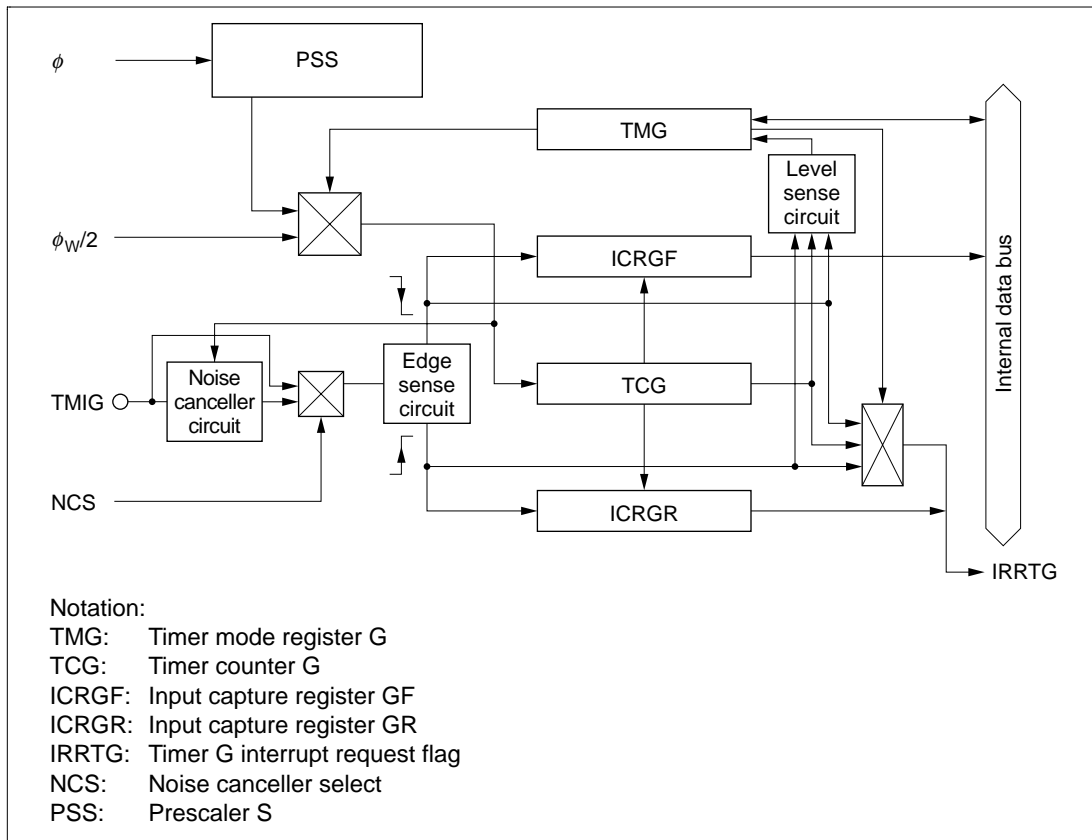 ϕ
PSS
TMG
Level
sense
circuit
ϕW/2
ICRGF
Internal data bus
TMIG
Noise
canceller
circuit
Edge
sense
circuit
TCG
NCS
ICRGR
IRRTG
Notation:
TMG: Timer mode register G
TCG: Timer counter G
ICRGF: Input capture register GF
ICRGR: Input capture register GR
IRRTG: Timer G interrupt request flag
NCS: Noise canceller select
PSS: Prescaler S